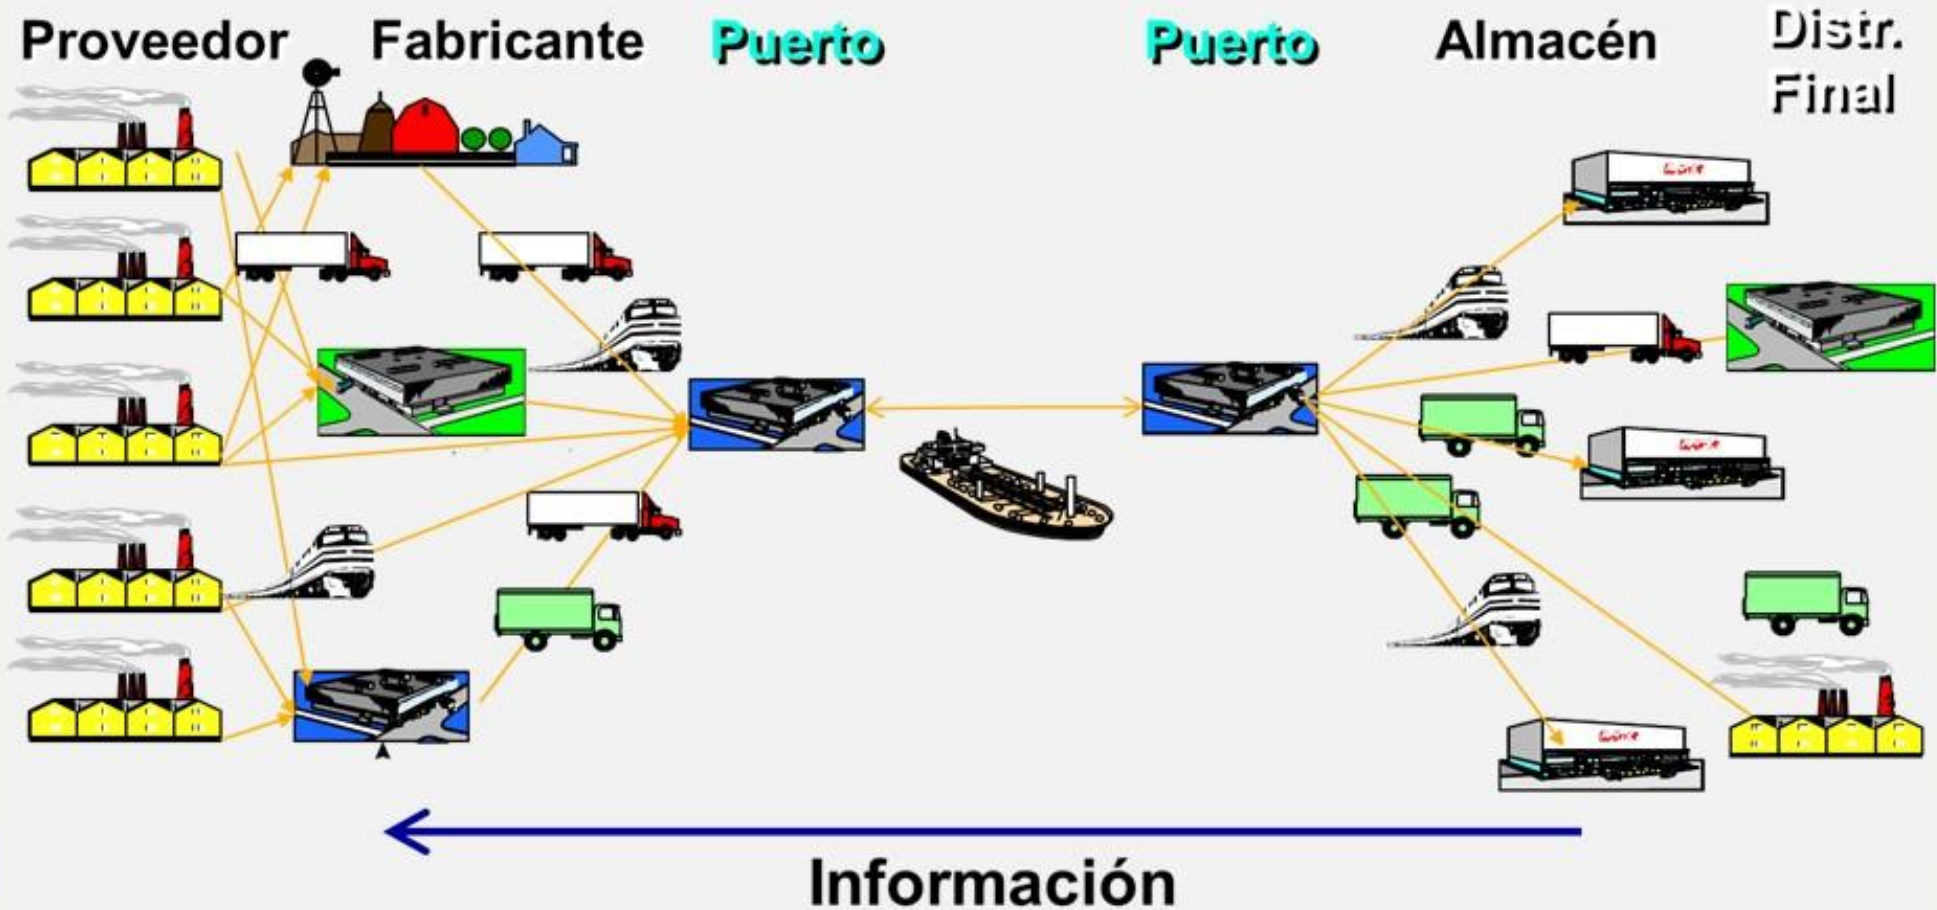 Proveedor
Fabricante
Puerto
Puerto
Almacén
Distr.
Final
Información